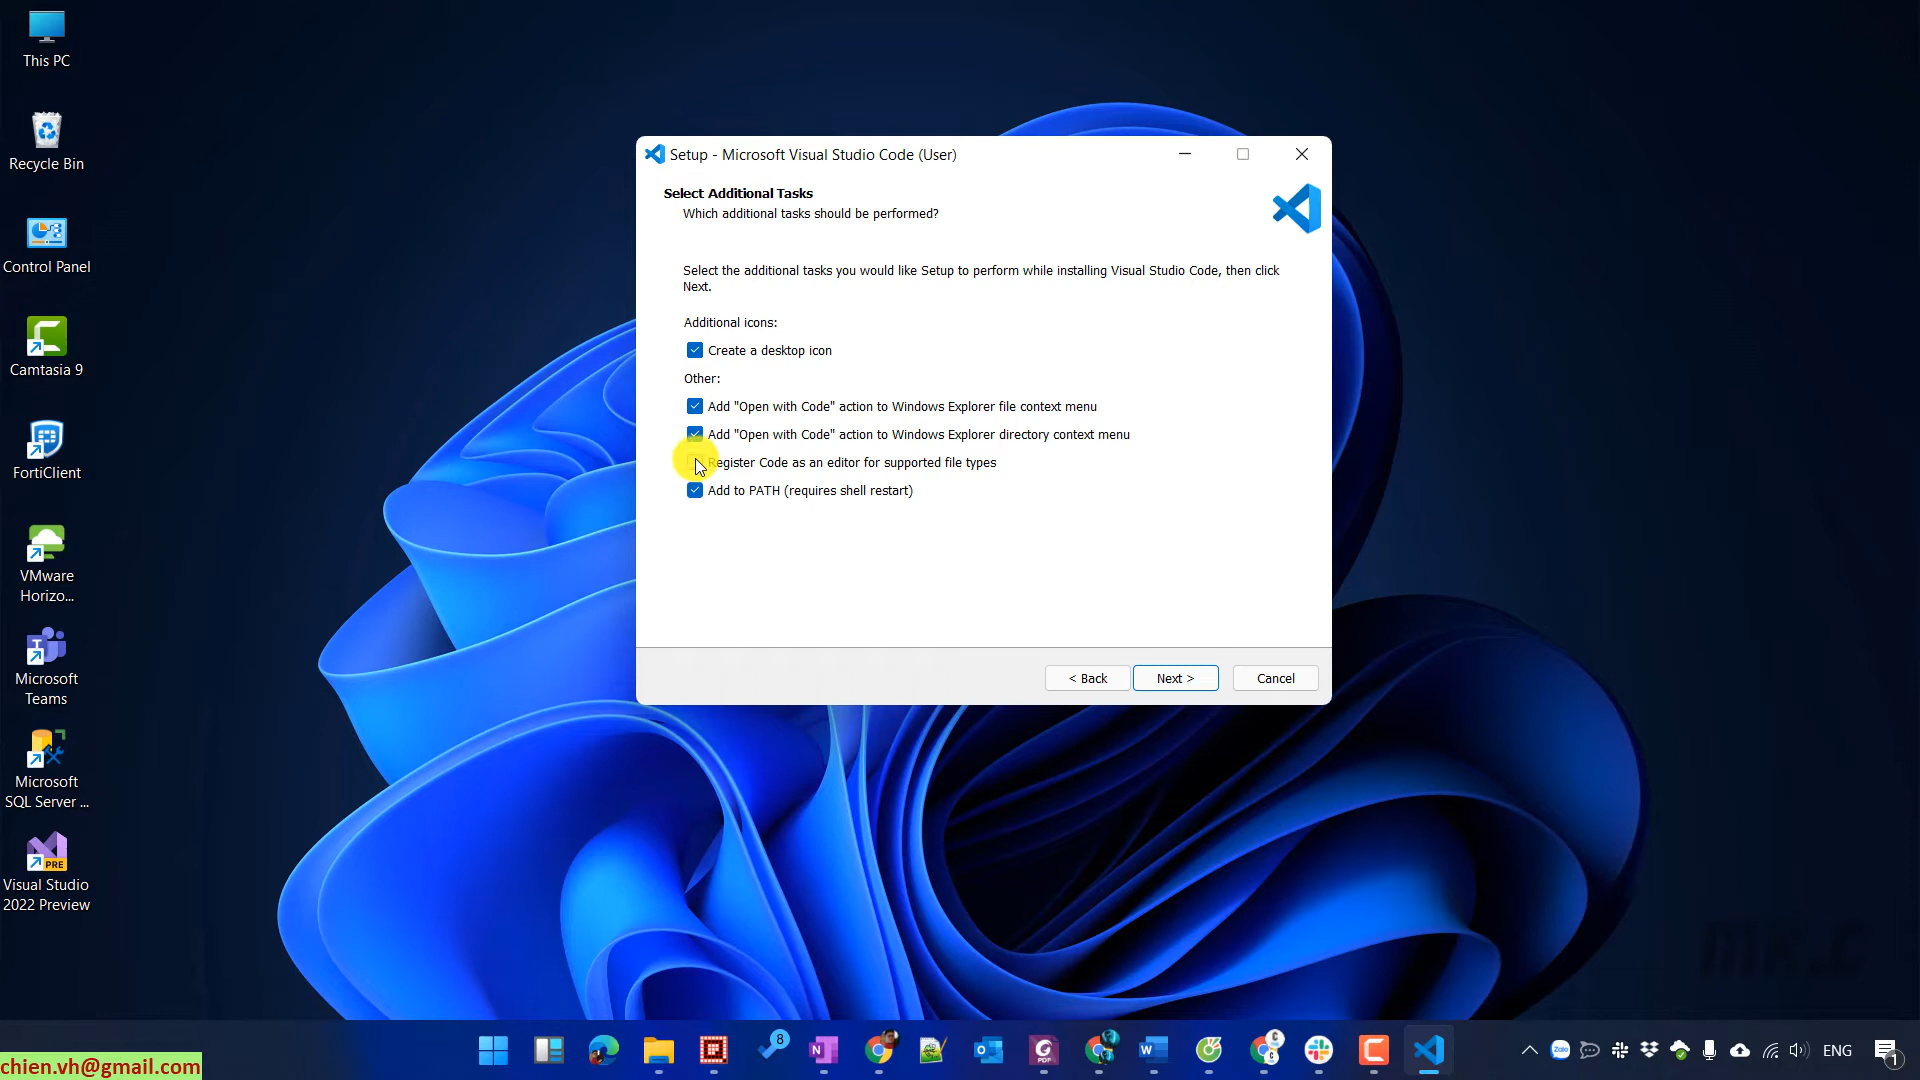 This PC
Recycle Bin
Control Panel
Camtasia 9
FortiClient
VMware
Horizo...
Microsoft
Teams
Microsoft
SQL Server ...
PRE
Visual Studio
2022 Preview
Setup - Microsoft Visual Studio Code (User)
Select Additional Tasks
Which additional tasks should be performed?
Select the additional tasks you would like Setup to perform while installing Visual Studio Code, then click
Next.
Additional icons:
Create a desktop icon
Other:
Add "Open with Code" action to Windows Explorer file context menu
Add "Open with Code" action to Windows Explorer directory context menu
Register Code as an editor for supported file types
Add to PATH (requires shell restart)
< Back
Next >
Cancel
chien.vh@gmail.com
8
PDF
Zalo
ENG
1